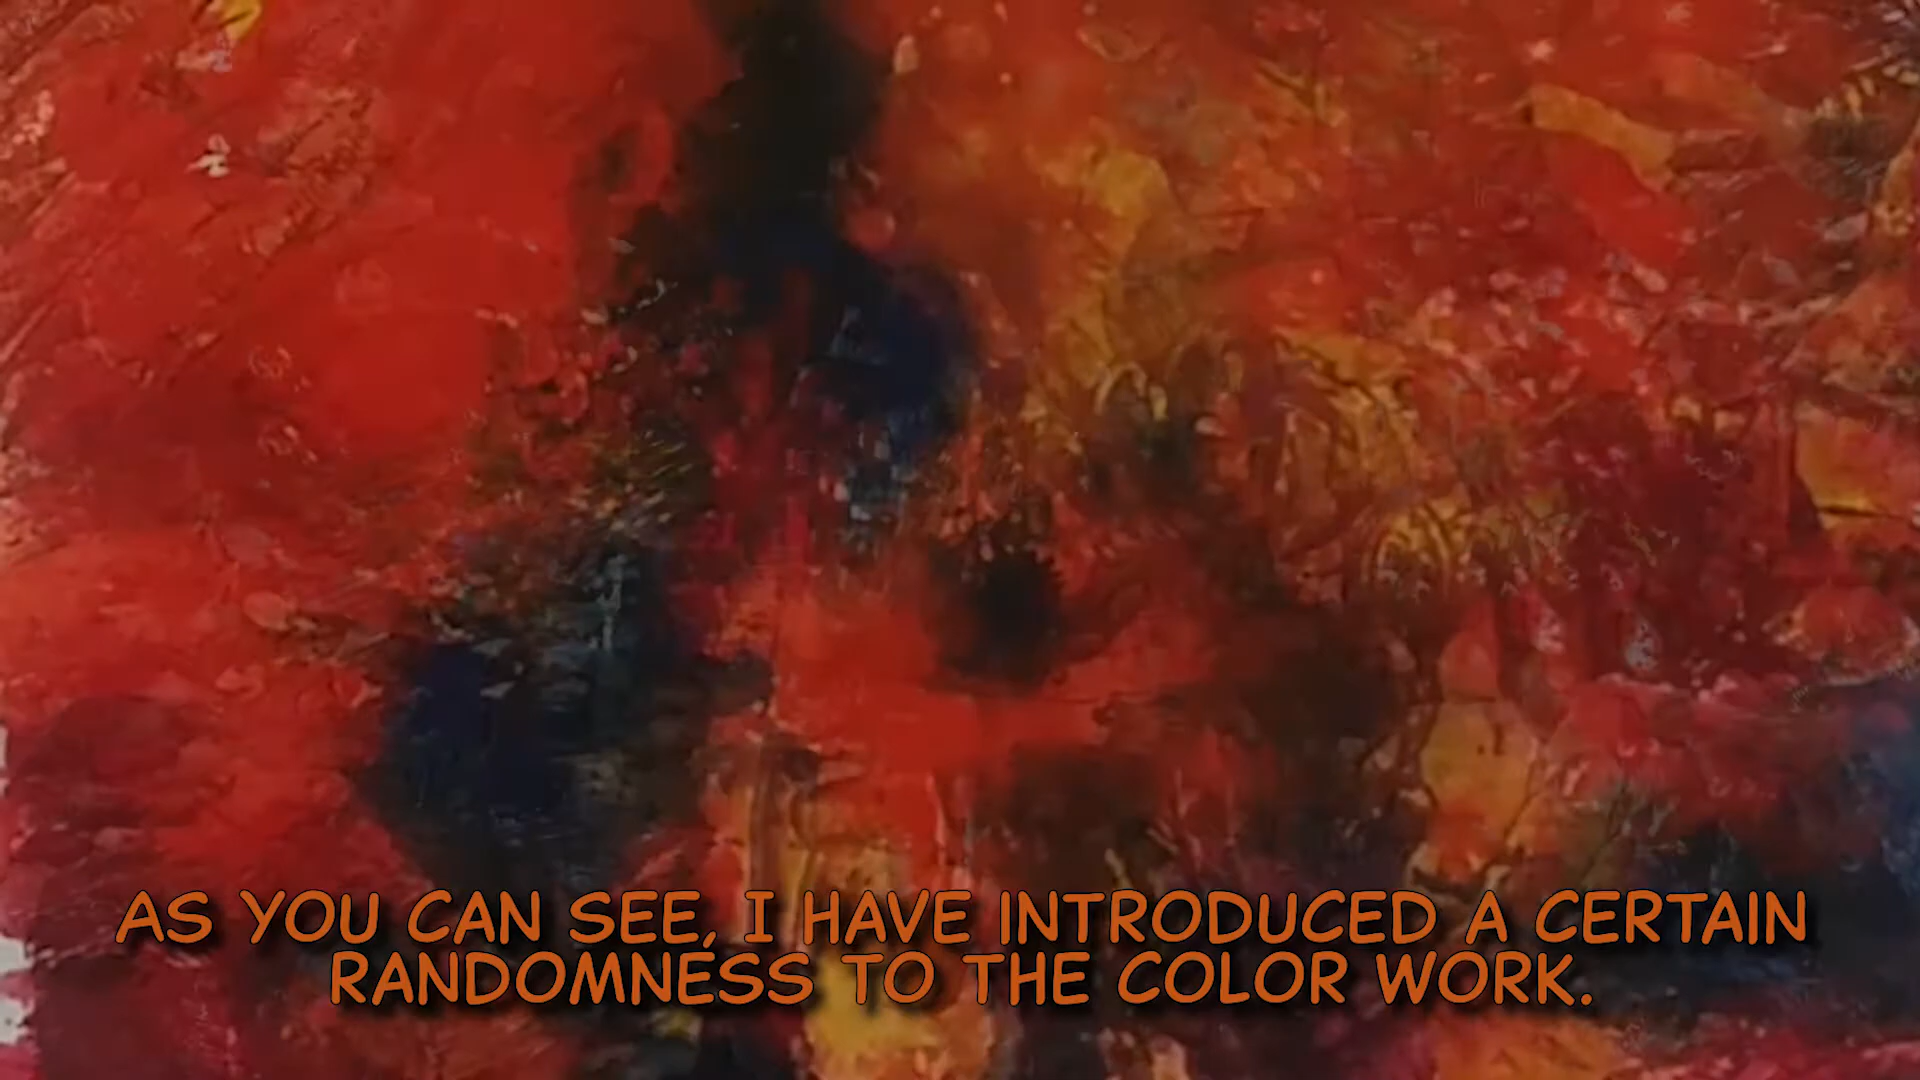 AS YOU CAN SEE, I HAVE INTRODUCED A CERTAIN
RANDOMNESS TO THE COLOR WORK.